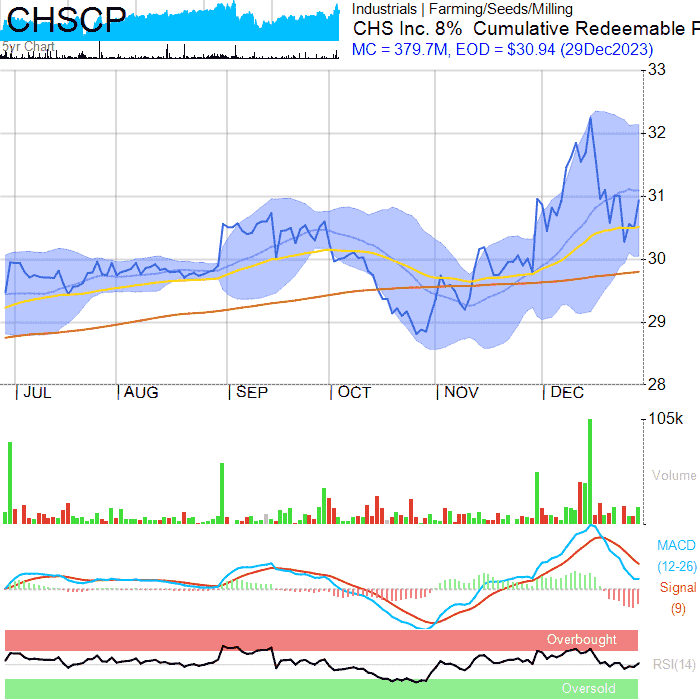 CHSCP
5yr Chart
Industrials | Farming/Seeds/Milling
CHS Inc. 8% Cumulative Redeemable P
MC = 379.7M, EOD = $30.94 (29Dec2023)
33
32
31
30
29
28
JUL AUG SEP OCT NOV DEC
105k
Volume
MACD
(12-26)
Signal
(9)
Overbought
RSI(14)
Oversold